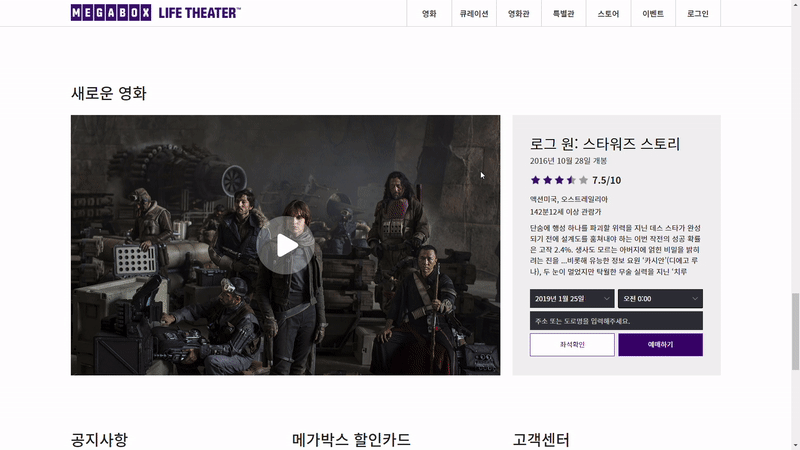 MEGABOX LIFE THEATER™
영화 큐레이션 영화관 특별관 스토어 이벤트 로그인
새로운 영화
로그 원: 스타워즈 스토리
2016년 10월 28일 개봉
7.5/10
액션미국, 오스트레일리아
142분12세 이상 관람가
단숨에 행성 하나를 파괴할 위력을 지닌 데스 스타가 완성
되기 전에 설계도를 훔쳐내야 하는 이번 작전의 성공 확률
은 고작 2.4%. 생사도 모르는 아버지에 얽힌 비밀을 밝히
려는 진을 ...비롯해 유능한 정보 요원 '카시안'(디에고 루
나), 두 눈이 멀었지만 탁월한 무술 실력을 지닌 '치루
2019년 1월 25일 오전 0:00
주소 또는 도로명을 입력해주세요.
좌석확인 예매하기
공지사항 메가박스 할인카드 고객센터